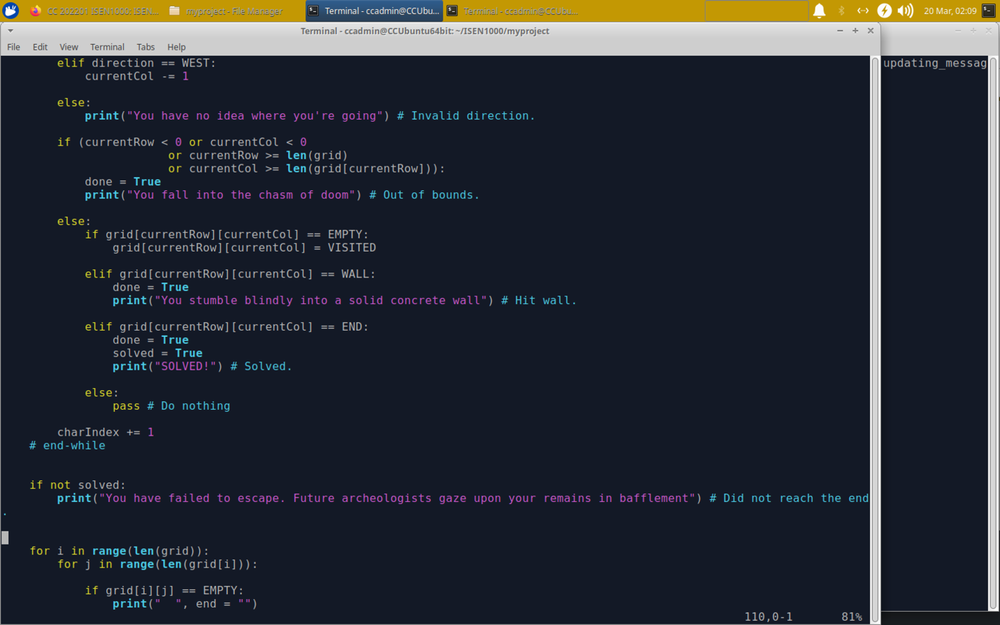 CC 202201 ISEN1000: ISEN...
myproject - File Manager
Terminal - ccadmin@CCUbu...
Terminal - ccadmin@CCUbu...
20 Mar, 02:09
Terminal - ccadmin@CCUbuntu64bit: ~/ISEN1000/myproject
File Edit View Terminal Tabs Help
elif direction == WEST:
currentCol -= 1
else:
print("You have no idea where you're going") # Invalid direction.
if (currentRow < 0 or currentCol < 0
or currentRow >= len(grid)
or currentCol >= len(grid[currentRow])):
done = True
print("You fall into the chasm of doom") # Out of bounds.
else:
if grid[currentRow][currentCol] == EMPTY:
grid[currentRow][currentCol] = VISITED
elif grid[currentRow][currentCol] == WALL:
done = True
print("You stumble blindly into a solid concrete wall") # Hit wall.
elif grid[currentRow][currentCol] == END:
done = True
solved = True
print("SOLVED!") # Solved.
else:
pass # Do nothing
charIndex += 1
# end-while
if not solved:
print("You have failed to escape. Future archeologists gaze upon your remains in bafflement") # Did not reach the end
.
for i in range(len(grid)):
for j in range(len(grid[i])):
if grid[i][j] == EMPTY:
print("  ", end = "")
110,0-1 81%
updating_messag